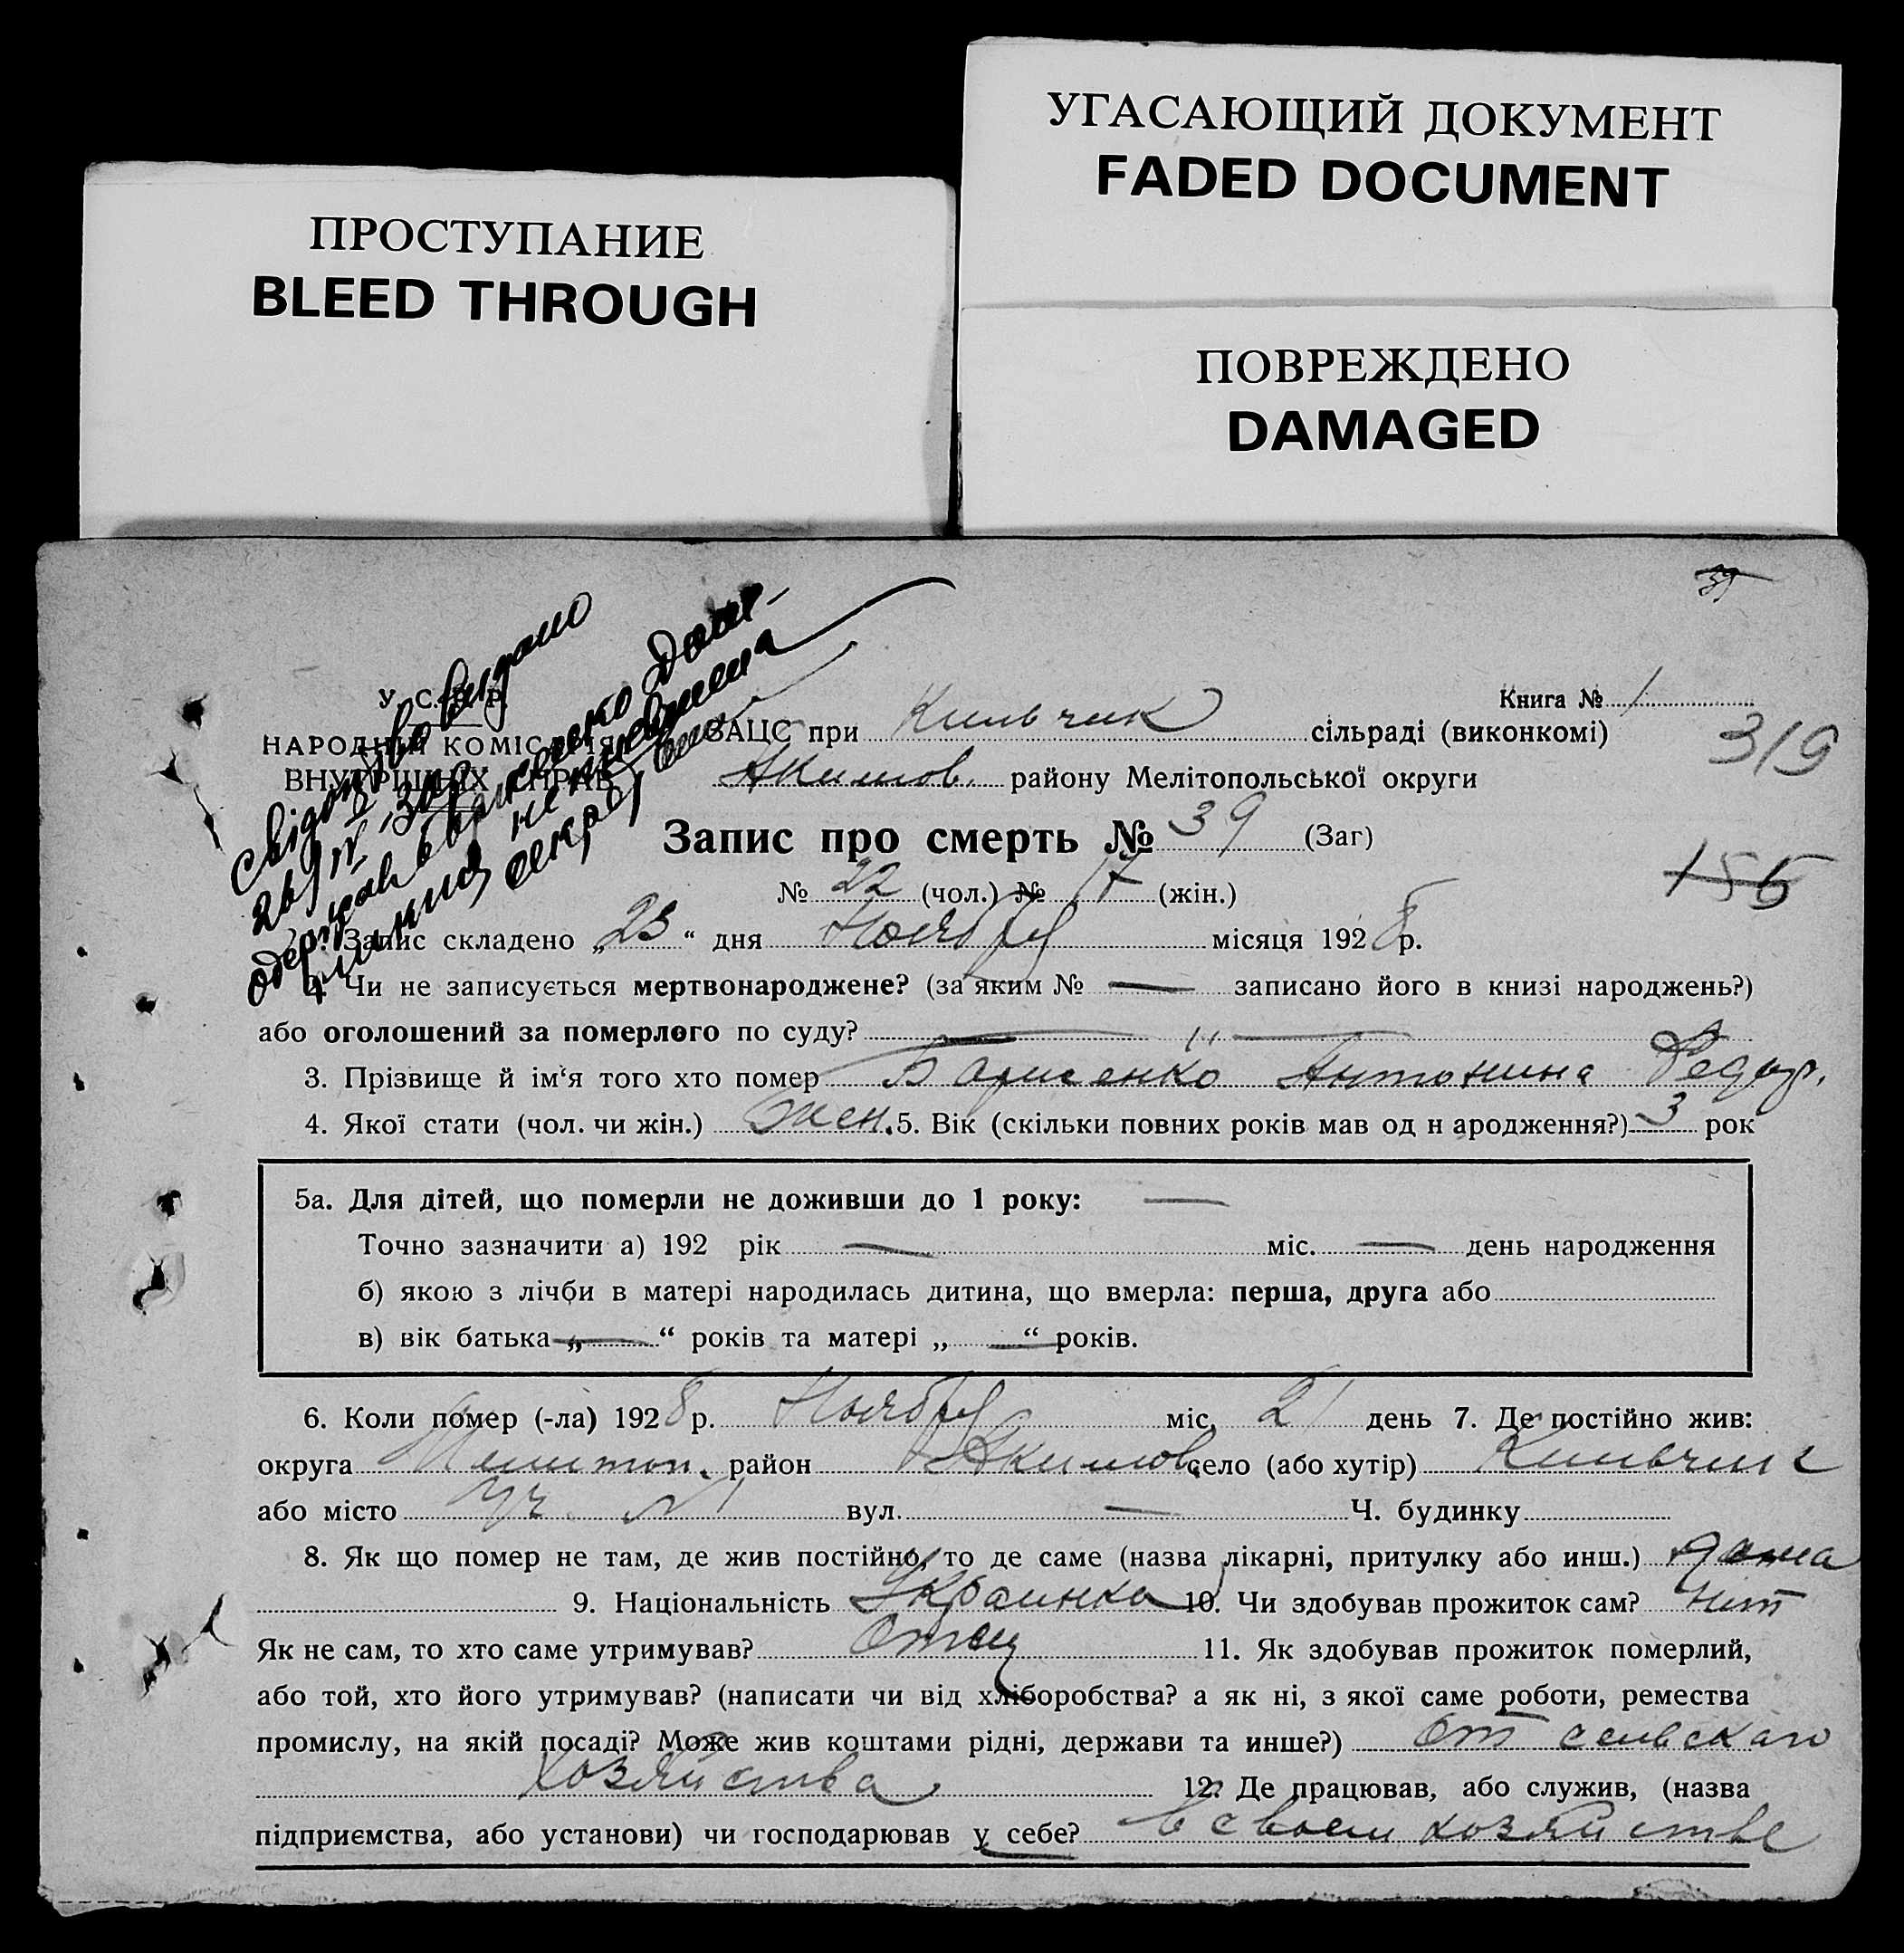 УГАСАЮЩИЙ ДОКУМЕНТ
FADED DOCUMENT
ПРОСТУПАНИЕ
BLEED THROUGH
ПОВРЕЖДЕНО
DAMAGED
39
У. С. Р. Р.
НАРОДНИЙ КОМІСАРІЯТ
ВНУТРІШНІХ СПРАВ
Книга № 1
ЗАЦС при Кильчик сільраді (виконкомі)
319
Акимов. району Мелітопольської округи
Запис про смерть № 39 (Заг)
156
№ 22 (чол.) № 17 (жін.)
Запис складено „23“ дня Ноября місяця 1928 р.
Чи не записується мертвонароджене? (за яким № — записано його в книзі народжень?)
або оголошений за померлого по суду? — " —
3. Прізвище й ім‘я того хто помер Борисенко Антонина Федор.
4. Якої стати (чол. чи жін.) Жен. 5. Вік (скільки повних років мав од н ародження?) 3 рок
5а. Для дітей, що померли не доживши до 1 року: —
Точно зазначити а) 192 рік — міс. — день народження
б) якою з лічби в матері народилась дитина, що вмерла: перша, друга або
в) вік батька „—“ років та матері „—“ років.
6. Коли помер (-ла) 1928 р. Ноября міс. 21 день 7. Де постійно жив:
округа Мелитоп. район Акимов. село (або хутір) Кильчик
або місто Уч. №1 вул. — Ч. будинку
8. Як що помер не там, де жив постійно, то де саме (назва лікарні, притулку або инш.) дома
9. Національність Украинка 10. Чи здобував прожиток сам? нет
Як не сам, то хто саме утримував? Отец 11. Як здобував прожиток померлий,
або той, хто його утримував? (написати чи від хліборобства? а як ні, з якої саме роботи, ремества
промислу, на якій посаді? Може жив коштами рідні, держави та инше?) От сельскаго
хозяйства 12. Де працював, або служив, (назва
підприємства, або установи) чи господарював у себе? в своем хозяйстве
Свідоцтво видано